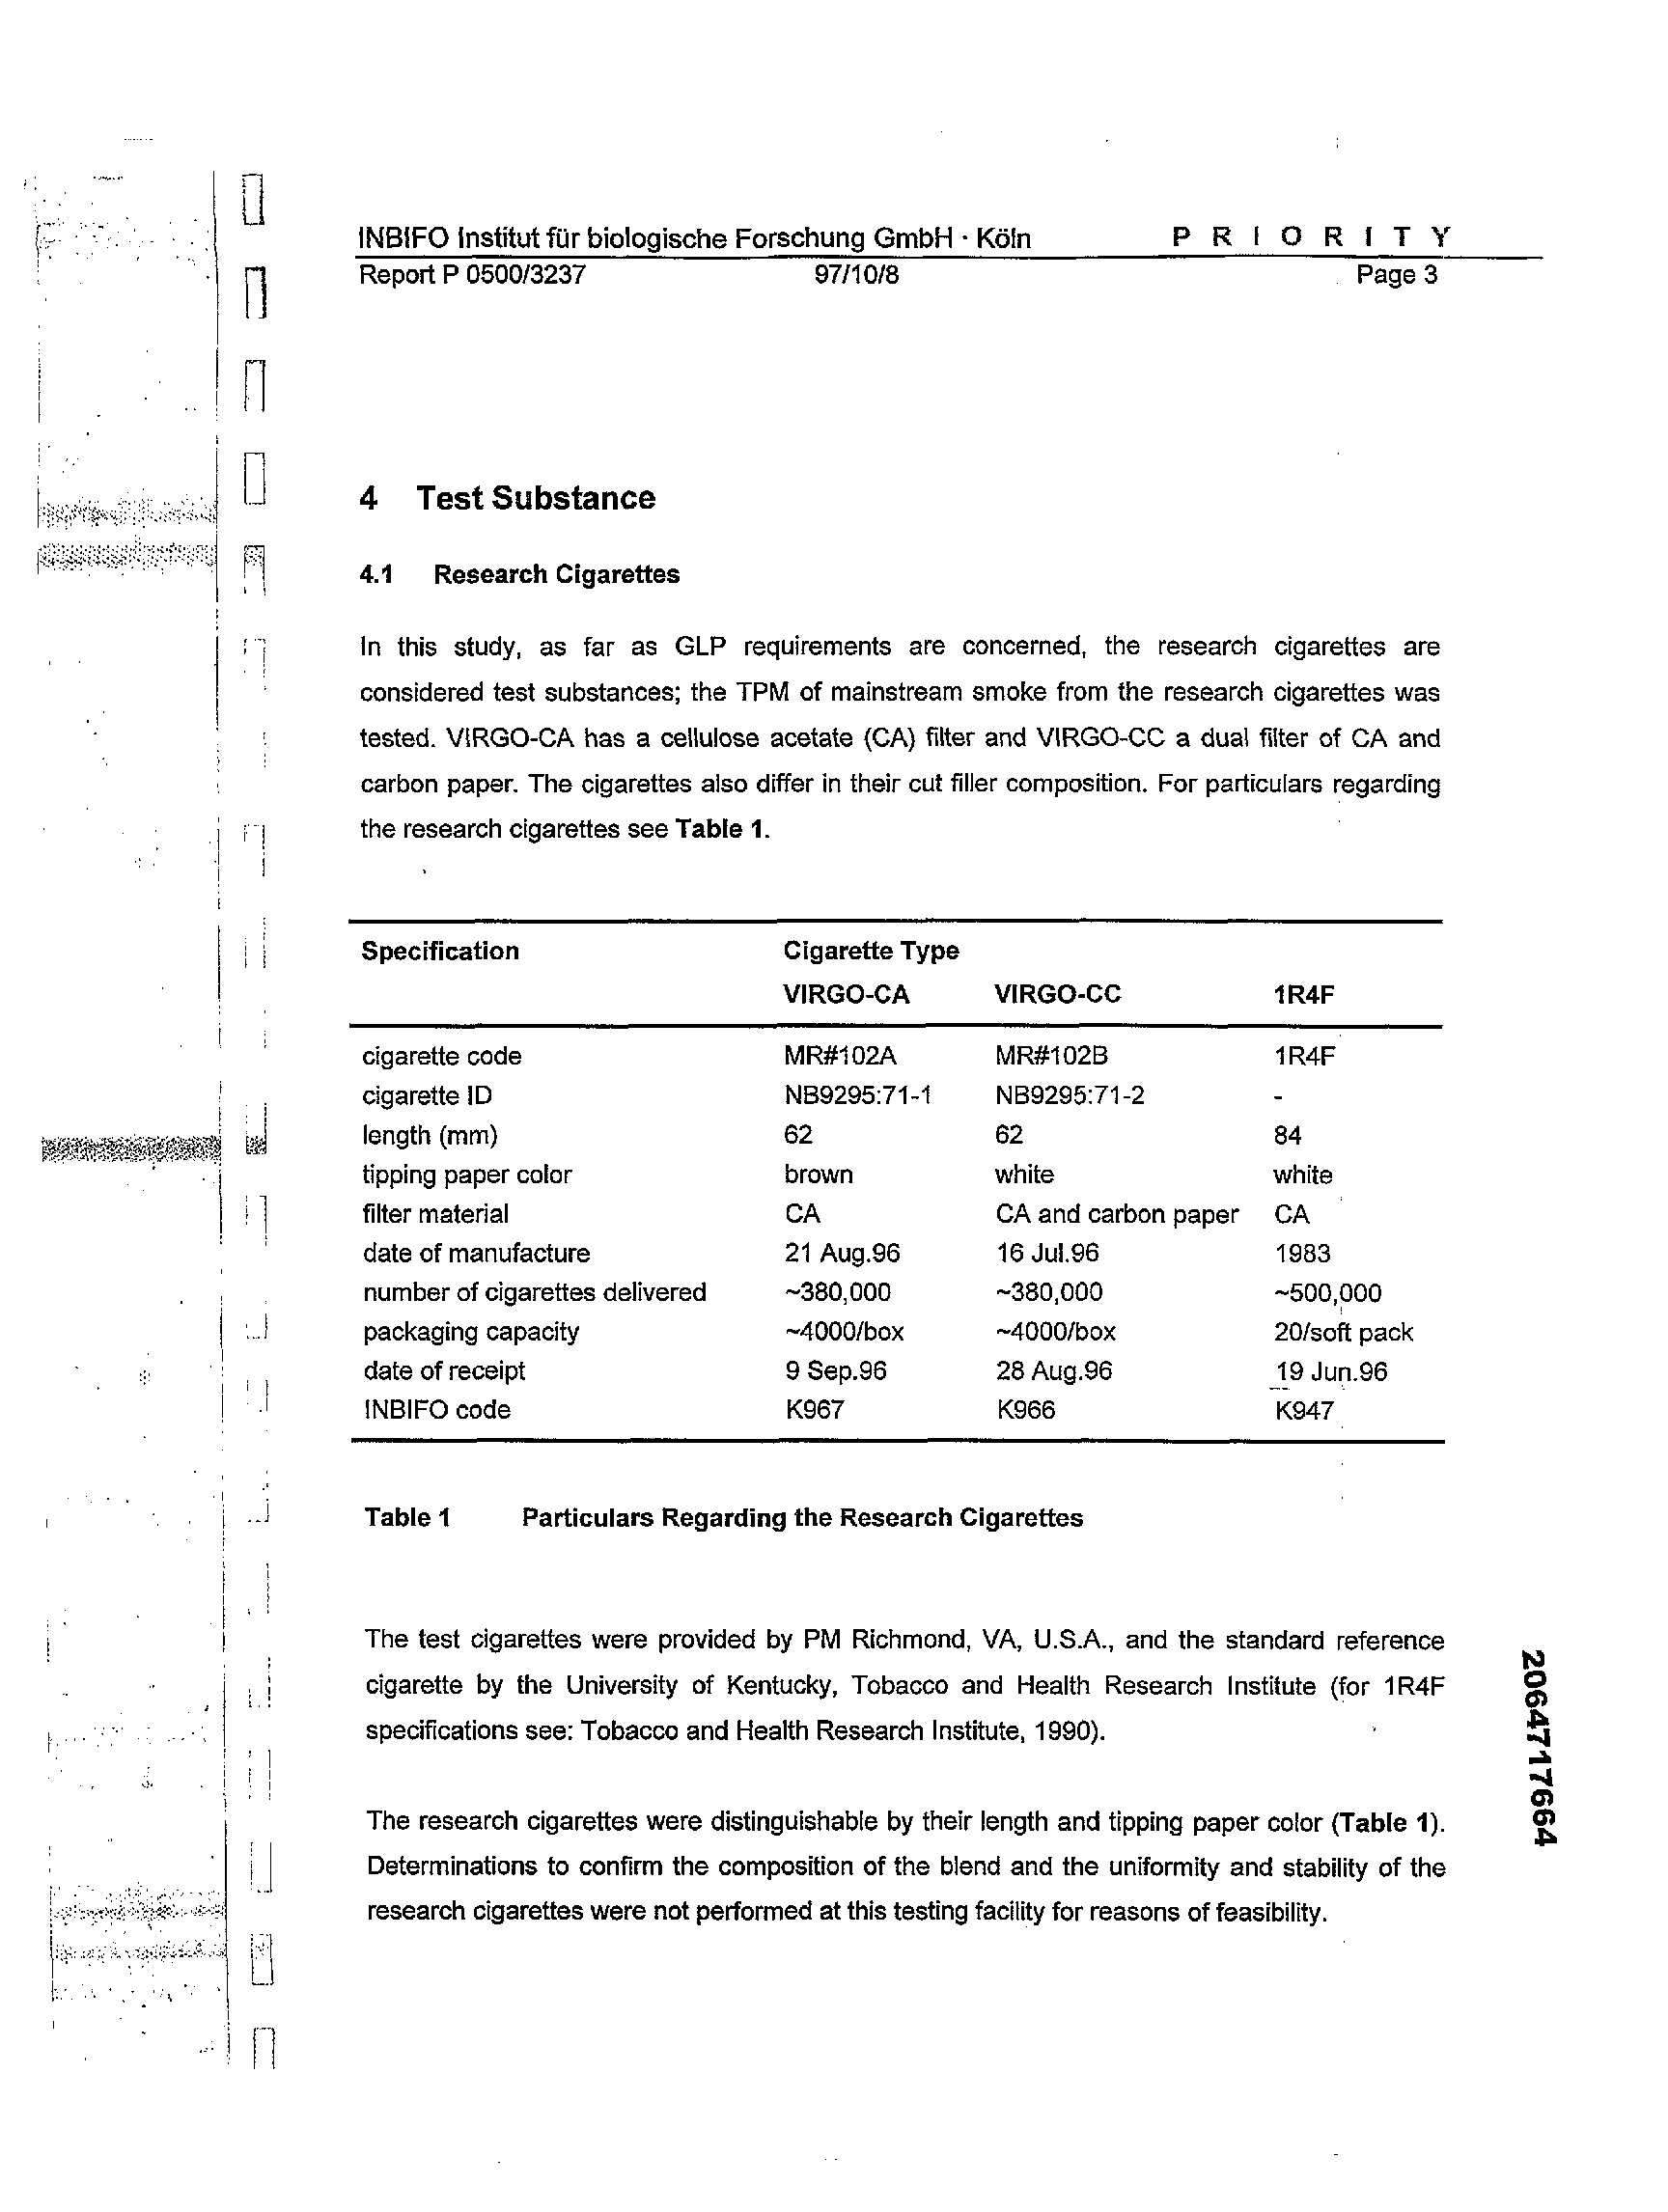 INBIFO Institut für biologische Forschung GmbH · Köln P R I O R I T Y
Report P 0500/3237 97/10/8 Page 3
4 Test Substance
4.1 Research Cigarettes
In this study, as far as GLP requirements are concerned, the research cigarettes are
considered test substances; the TPM of mainstream smoke from the research cigarettes was
tested. VIRGO-CA has a cellulose acetate (CA) filter and VIRGO-CC a dual filter of CA and
carbon paper. The cigarettes also differ in their cut filler composition. For particulars regarding
the research cigarettes see Table 1.
Specification Cigarette Type
VIRGO-CA VIRGO-CC 1R4F
cigarette code MR#102A MR#102B 1R4F
cigarette ID NB9295:71-1 NB9295:71-2 -
length (mm) 62 62 84
tipping paper color brown white white
filter material CA CA and carbon paper CA
date of manufacture 21 Aug.96 16 Jul.96 1983
number of cigarettes delivered ~380,000 ~380,000 ~500,000
packaging capacity ~4000/box ~4000/box 20/soft pack
date of receipt 9 Sep.96 28 Aug.96 19 Jun.96
INBIFO code K967 K966 K947
Table 1 Particulars Regarding the Research Cigarettes
The test cigarettes were provided by PM Richmond, VA, U.S.A., and the standard reference
cigarette by the University of Kentucky, Tobacco and Health Research Institute (for 1R4F
specifications see: Tobacco and Health Research Institute, 1990).
The research cigarettes were distinguishable by their length and tipping paper color (Table 1).
Determinations to confirm the composition of the blend and the uniformity and stability of the
research cigarettes were not performed at this testing facility for reasons of feasibility.
2064717664